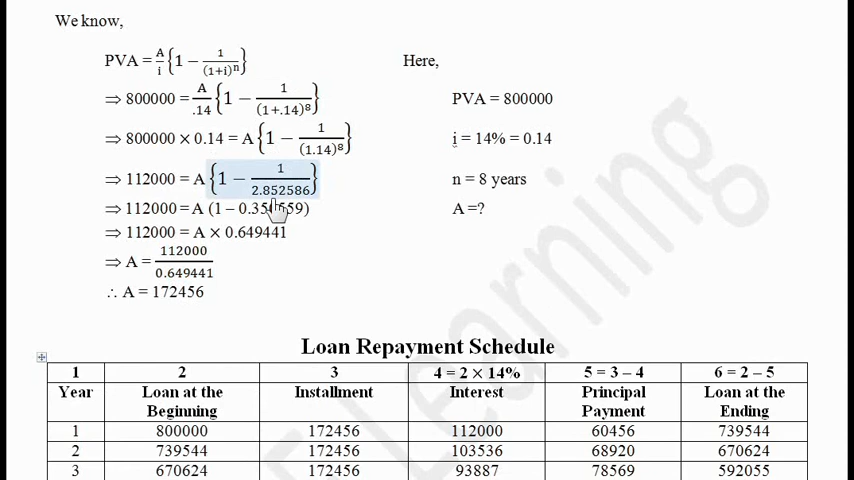 We know,
PVA = A/i {1 − 1/(1+i)ⁿ}
Here,
⇒ 800000 = A/.14 {1 − 1/(1+.14)⁸}
PVA = 800000
⇒ 800000 × 0.14 = A {1 − 1/(1.14)⁸}
i = 14% = 0.14
⇒ 112000 = A {1 − 1/2.852586}
n = 8 years
⇒ 112000 = A (1 – 0.350559)
A =?
⇒ 112000 = A × 0.649441
⇒ A = 112000/0.649441
∴ A = 172456
Loan Repayment Schedule
1 2 3 4 = 2 × 14% 5 = 3 – 4 6 = 2 – 5
Year Loan at the Beginning Installment Interest Principal Payment Loan at the Ending
1 800000 172456 112000 60456 739544
2 739544 172456 103536 68920 670624
3 670624 172456 93887 78569 592055
E Learning